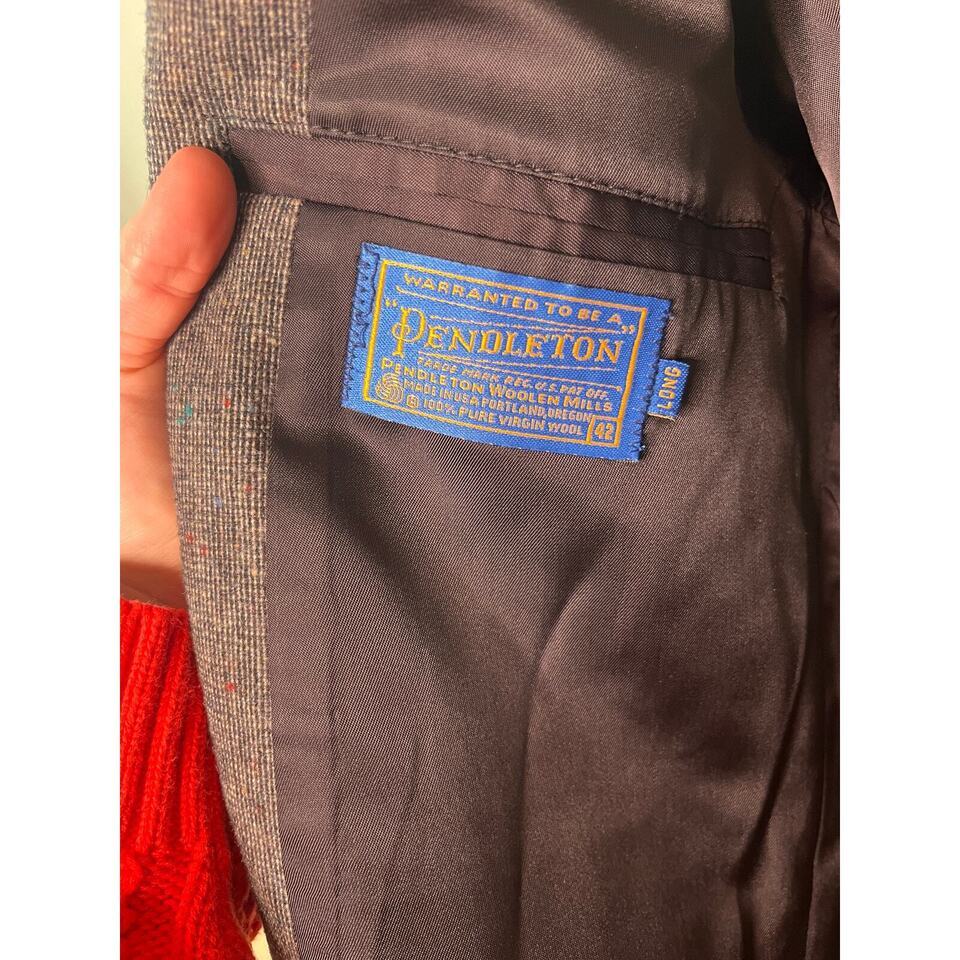 WARRANTED TO BE A
"PENDLETON"
TRADE MARK REG. U.S. PAT OFF.
PENDLETON WOOLEN MILLS
MADE IN USA PORTLAND, OREGON
R 100% PURE VIRGIN WOOL 42
LONG